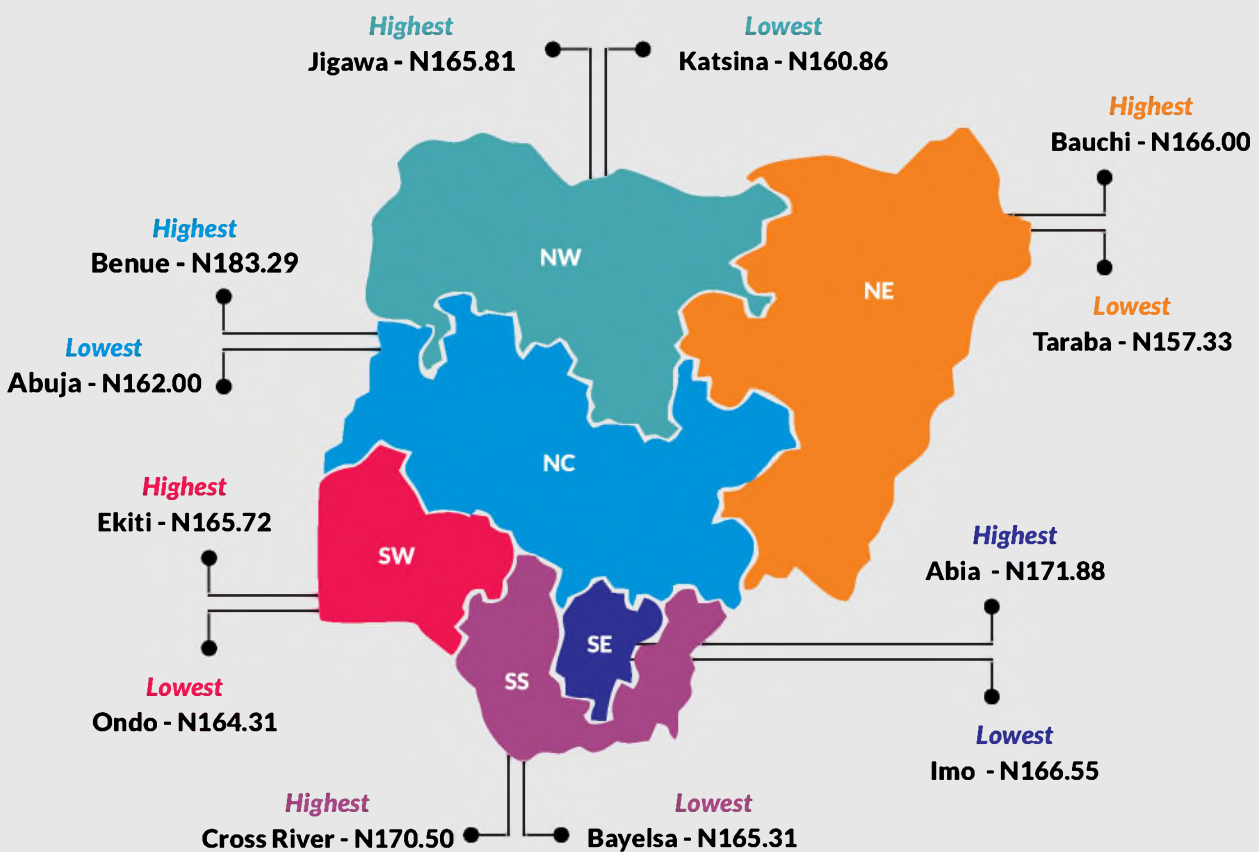 Highest
Jigawa - N165.81
Lowest
Katsina - N160.86
Highest
Bauchi - N166.00
Lowest
Taraba - N157.33
Highest
Benue - N183.29
Lowest
Abuja - N162.00
NW
NE
NC
SW
SS
SE
Highest
Ekiti - N165.72
Lowest
Ondo - N164.31
Highest
Abia - N171.88
Lowest
Imo - N166.55
Highest
Cross River - N170.50
Lowest
Bayelsa - N165.31